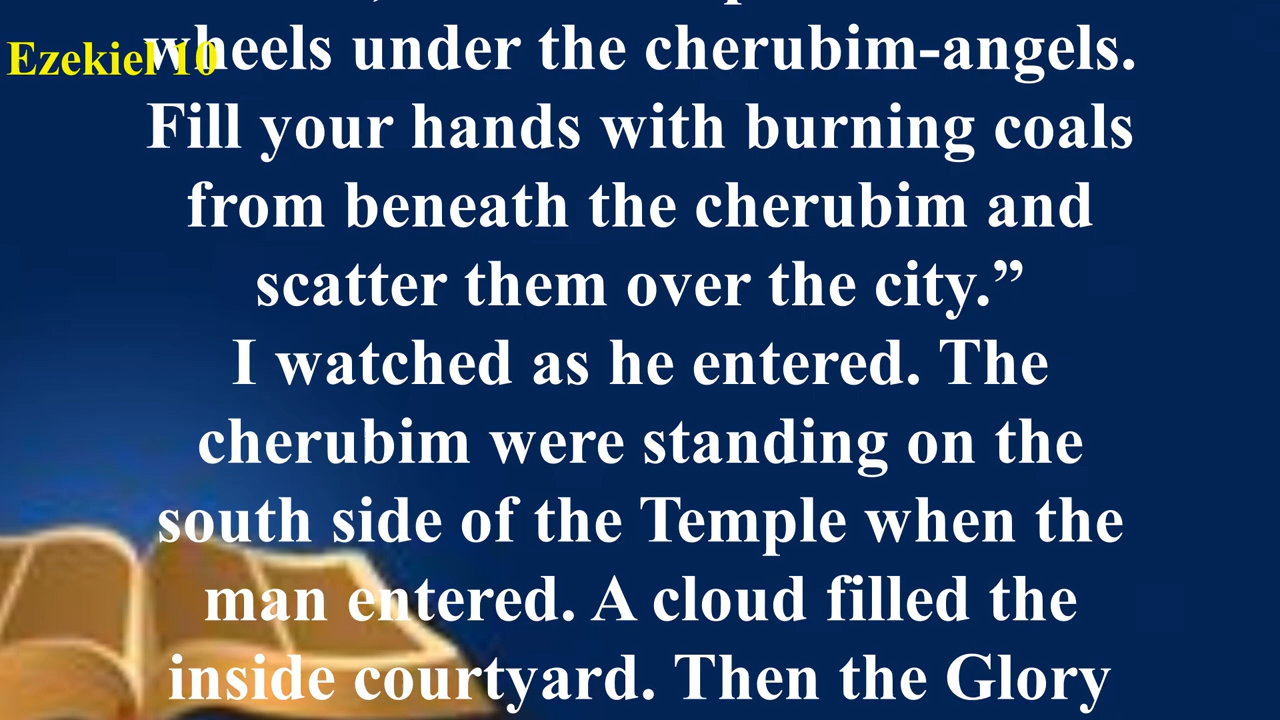 Ezekiel 10
wheels under the cherubim-angels.
Fill your hands with burning coals
from beneath the cherubim and
scatter them over the city.”
I watched as he entered. The
cherubim were standing on the
south side of the Temple when the
man entered. A cloud filled the
inside courtyard. Then the Glory